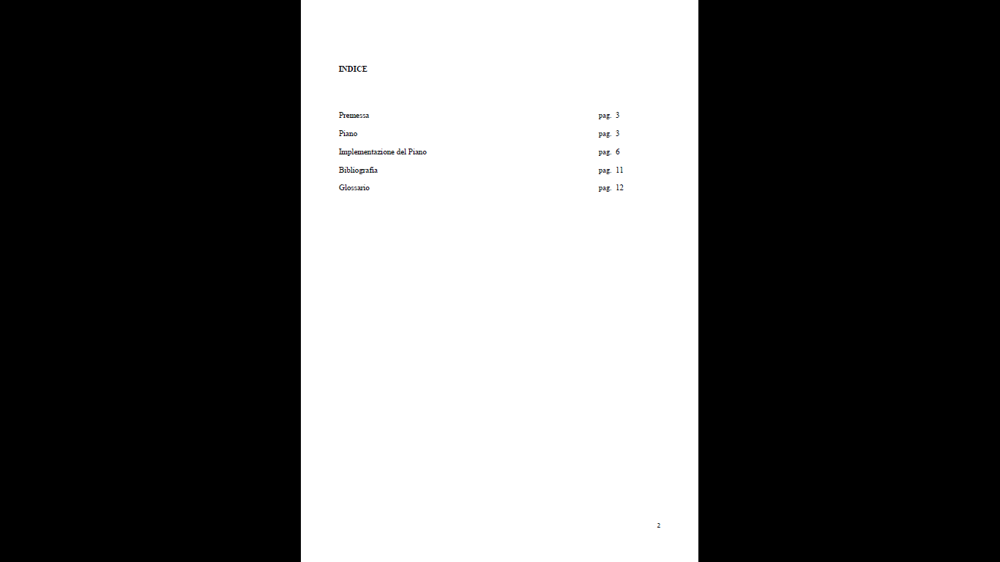 INDICE
Premessa pag. 3
Piano pag. 3
Implementazione del Piano pag. 6
Bibliografia pag. 11
Glossario pag. 12
2